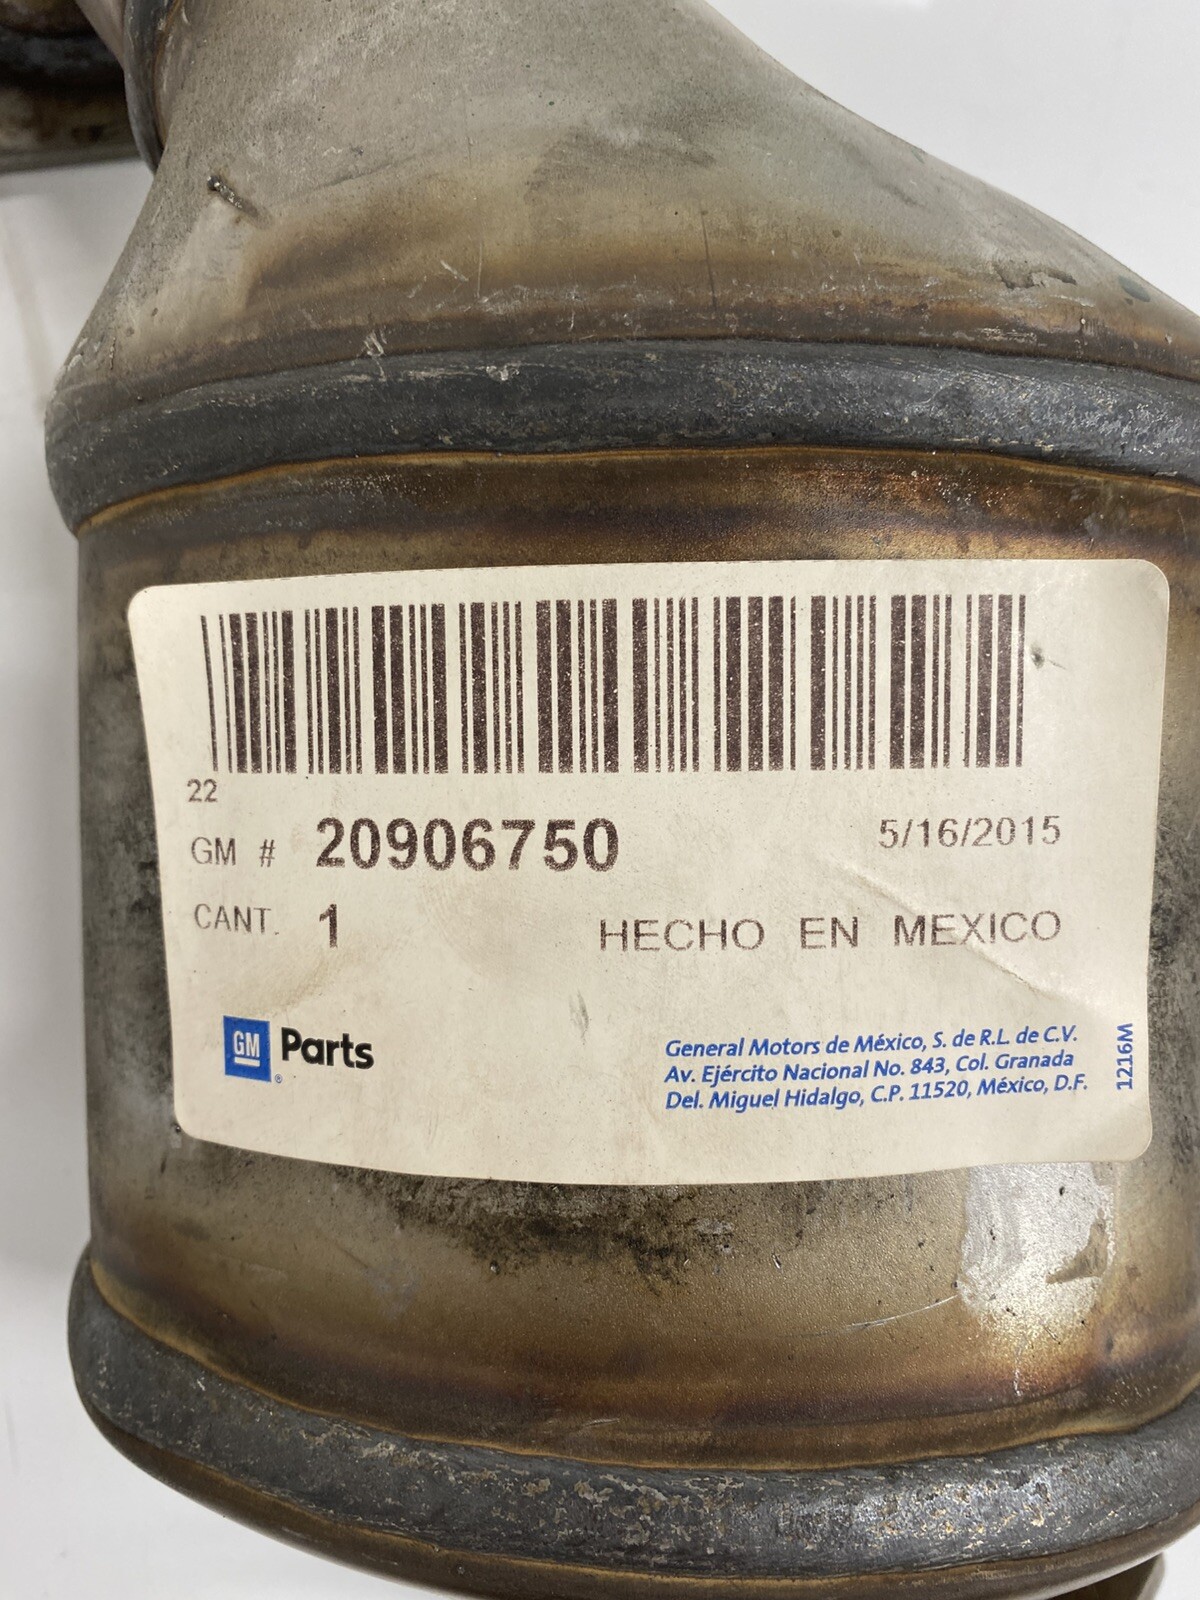 22
GM # 20906750 5/16/2015
CANT. 1 HECHO EN MEXICO
GM Parts
General Motors de México, S. de R.L. de C.V.
Av. Ejército Nacional No. 843, Col. Granada
Del. Miguel Hidalgo, C.P. 11520, México, D.F.
1216M